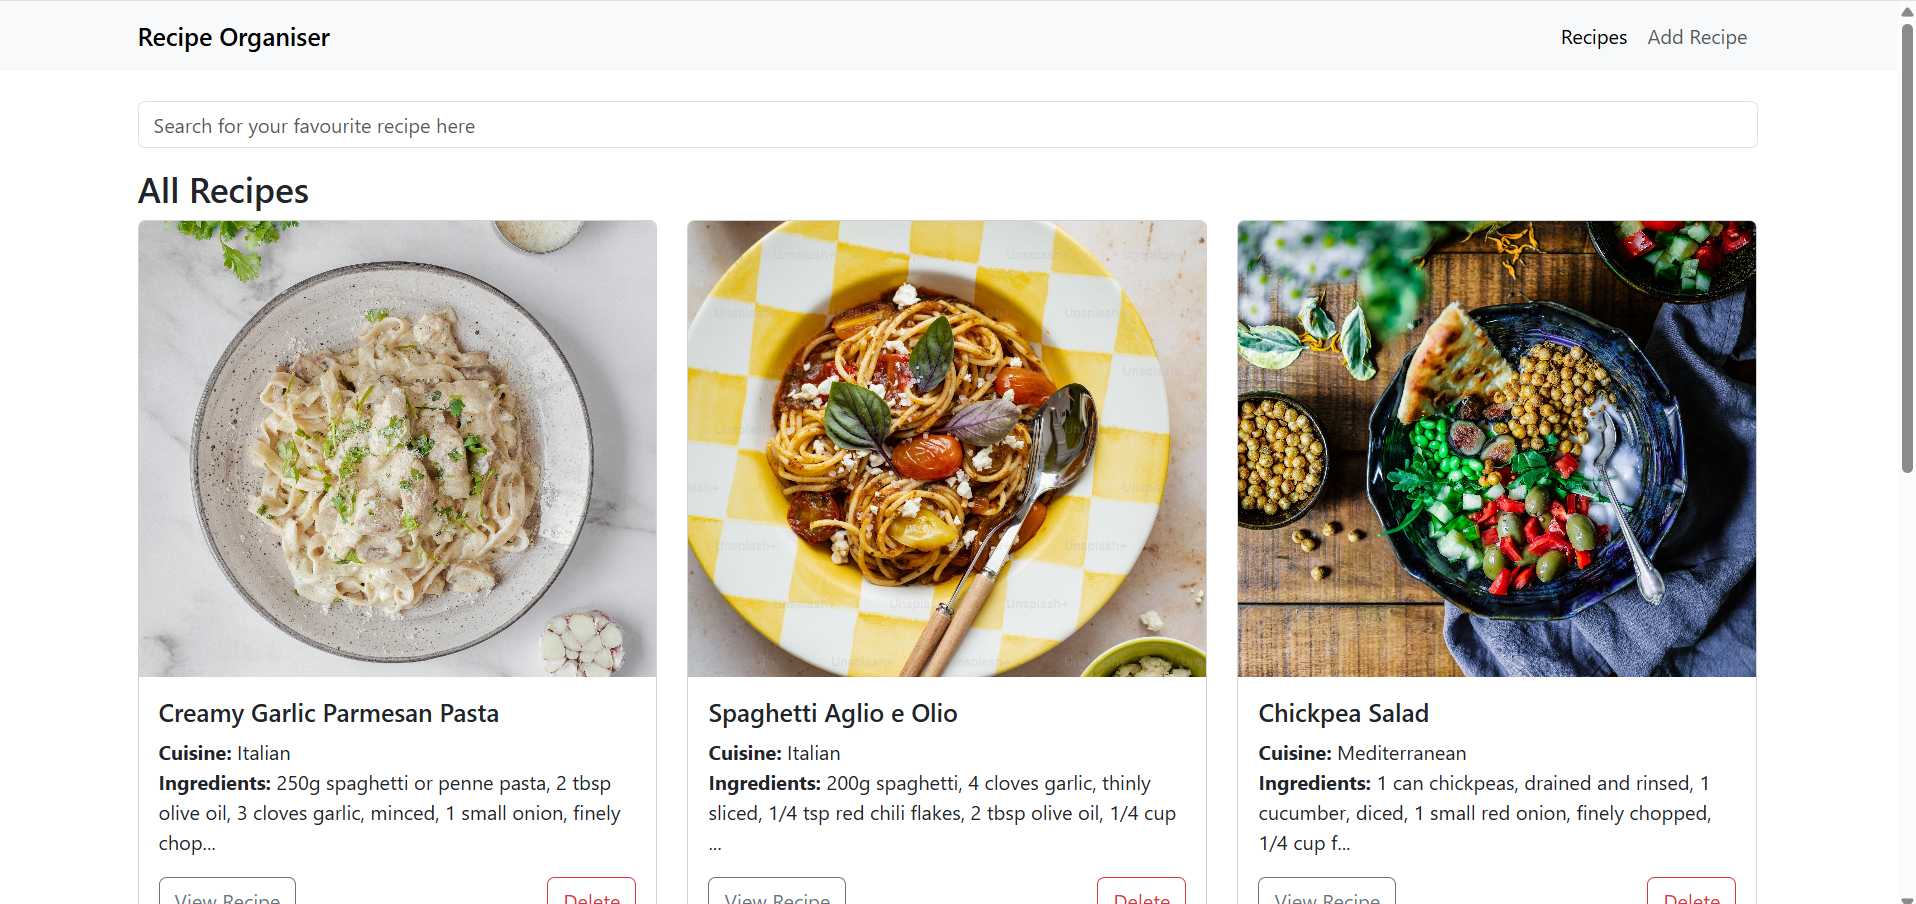 Recipe Organiser
Recipes
Add Recipe
Search for your favourite recipe here
All Recipes
Unsplash+
Creamy Garlic Parmesan Pasta
Cuisine: Italian
Ingredients: 250g spaghetti or penne pasta, 2 tbsp
olive oil, 3 cloves garlic, minced, 1 small onion, finely
chop...
View Recipe
Delete
Spaghetti Aglio e Olio
Cuisine: Italian
Ingredients: 200g spaghetti, 4 cloves garlic, thinly
sliced, 1/4 tsp red chili flakes, 2 tbsp olive oil, 1/4 cup
...
View Recipe
Delete
Chickpea Salad
Cuisine: Mediterranean
Ingredients: 1 can chickpeas, drained and rinsed, 1
cucumber, diced, 1 small red onion, finely chopped,
1/4 cup f...
View Recipe
Delete